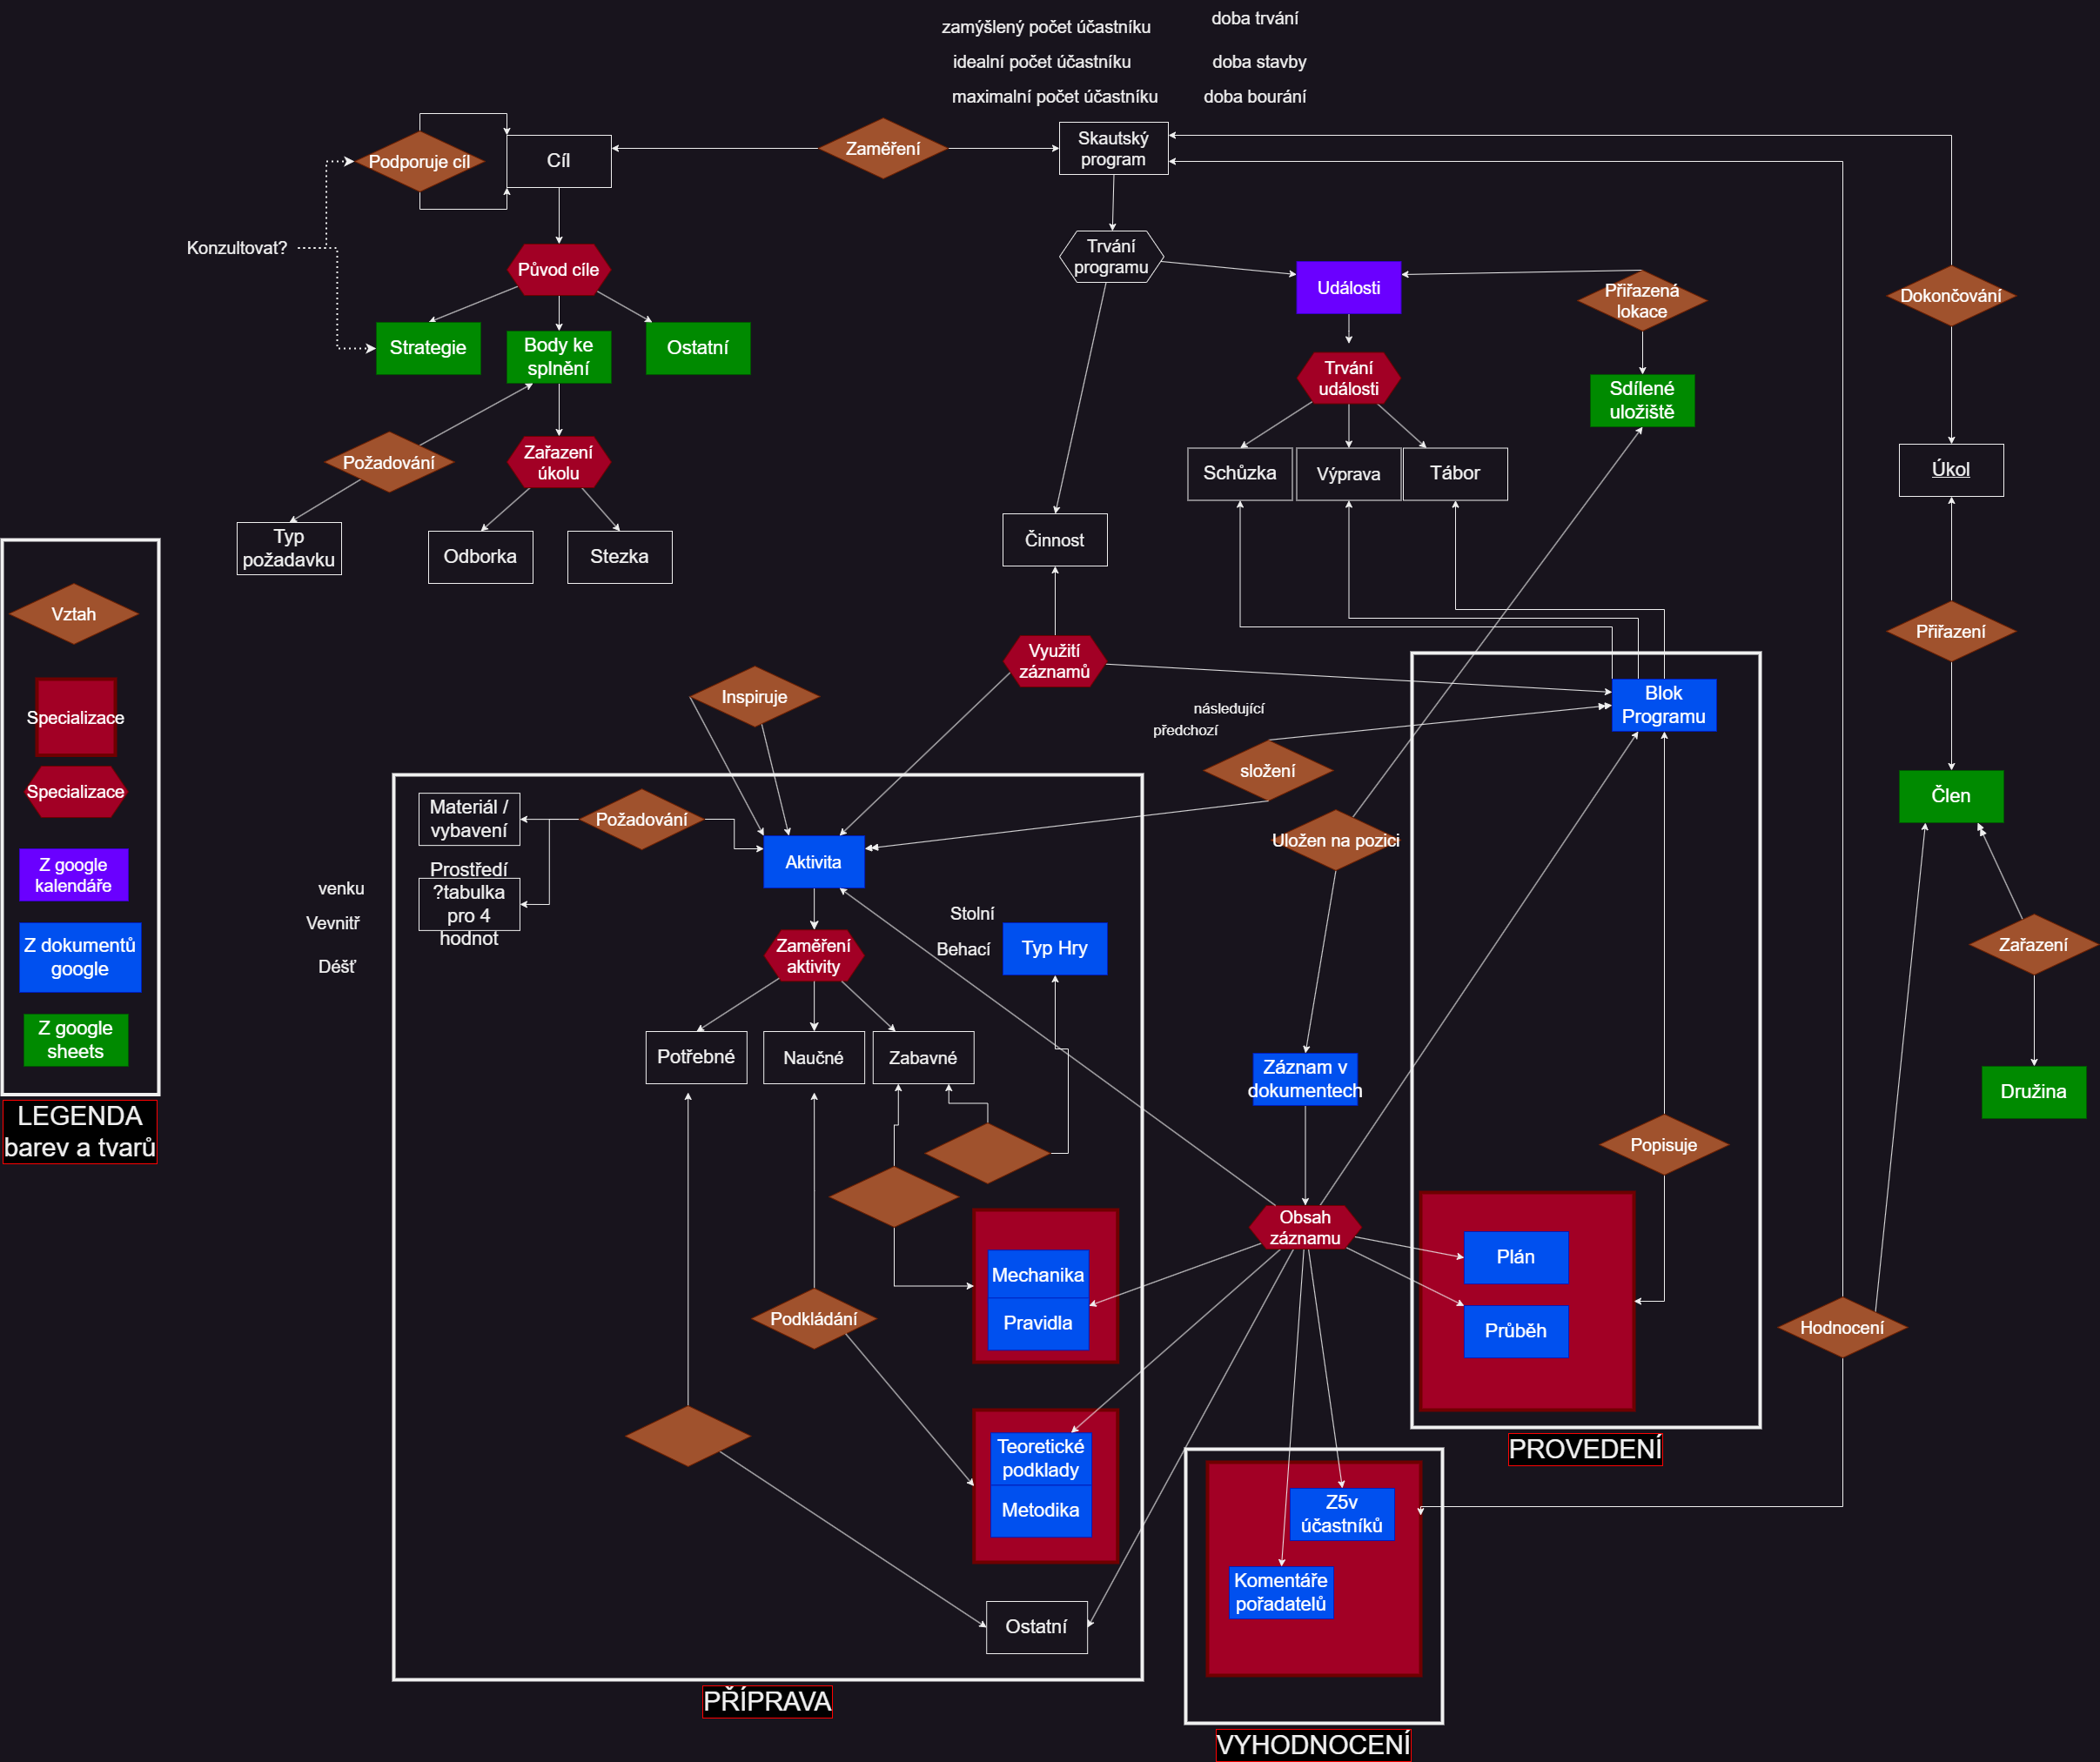 zamýšlený počet účastníku
doba trvání
idealní počet účastníku
doba stavby
maximalní počet účastníku
doba bourání
Podporuje cíl
Cíl
Zaměření
Skautský
program
Konzultovat?
Původ cíle
Trvání
programu
Události
Přiřazená
lokace
Dokončování
Strategie
Body ke
splnění
Ostatní
Trvání
události
Sdílené
uložiště
Požadování
Zařazení
úkolu
Schůzka
Výprava
Tábor
Úkol
Typ
požadavku
Odborka
Stezka
Činnost
Vztah
Přiřazení
Využití
záznamů
Specializace
Inspiruje
následující
předchozí
Blok
Programu
Specializace
složení
Člen
Materiál /
vybavení
Požadování
Uložen na pozici
Z google
kalendáře
venku
Vevnitř
Déšť
Prostředí
?tabulka
pro 4
hodnot
Aktivita
Stolní
Behací
Typ Hry
Z dokumentů
google
Zaměření
aktivity
Zařazení
Z google
sheets
Potřebné
Naučné
Zabavné
Záznam v
dokumentech
Družina
LEGENDA
barev a tvarů
Popisuje
Obsah
záznamu
Plán
Mechanika
Pravidla
Podkládání
Průběh
Hodnocení
Teoretické
podklady
Metodika
PROVEDENÍ
Z5v
účastníků
Komentáře
pořadatelů
Ostatní
PŘÍPRAVA
VYHODNOCENÍ